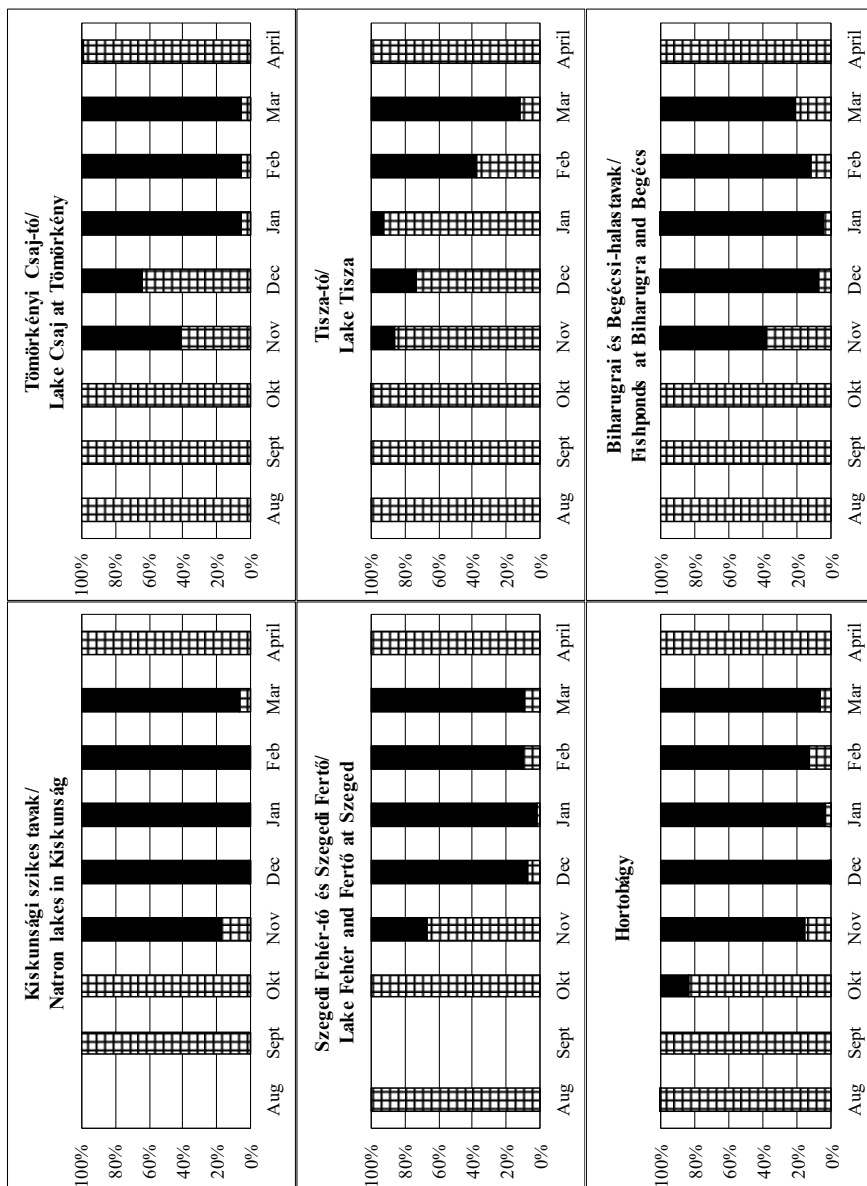 Kiskunsági szikes tavak/
Natron lakes in Kiskunság
100%
80%
60%
40%
20%
0%
Aug Sept Okt Nov Dec Jan Feb Mar April
Tömörkényi Csaj-tó/
Lake Csaj at Tömörkény
100%
80%
60%
40%
20%
0%
Aug Sept Okt Nov Dec Jan Feb Mar April
Szegedi Fehér-tó és Szegedi Fertő/
Lake Fehér and Fertő at Szeged
100%
80%
60%
40%
20%
0%
Aug Sept Okt Nov Dec Jan Feb Mar April
Tisza-tó/
Lake Tisza
100%
80%
60%
40%
20%
0%
Aug Sept Okt Nov Dec Jan Feb Mar April
Hortobágy
100%
80%
60%
40%
20%
0%
Aug Sept Okt Nov Dec Jan Feb Mar April
Biharugrai és Begécsi-halastavak/
Fishponds at Biharugra and Begécs
100%
80%
60%
40%
20%
0%
Aug Sept Okt Nov Dec Jan Feb Mar April